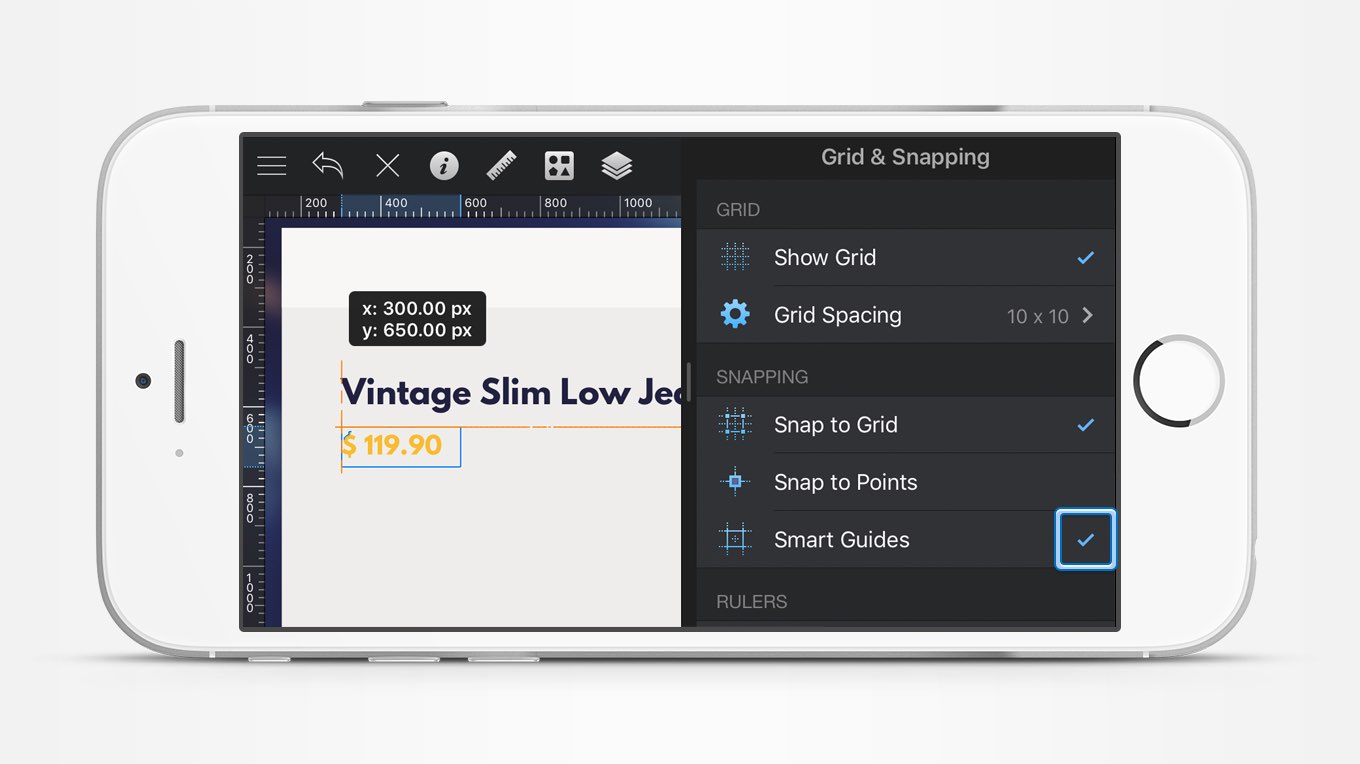 Grid & Snapping
200 400 600 800 1000
200
400
600
800
1000
x: 300.00 px
y: 650.00 px
Vintage Slim Low Jea
$ 119.90
GRID
Show Grid
Grid Spacing 10 x 10
SNAPPING
Snap to Grid
Snap to Points
Smart Guides
RULERS